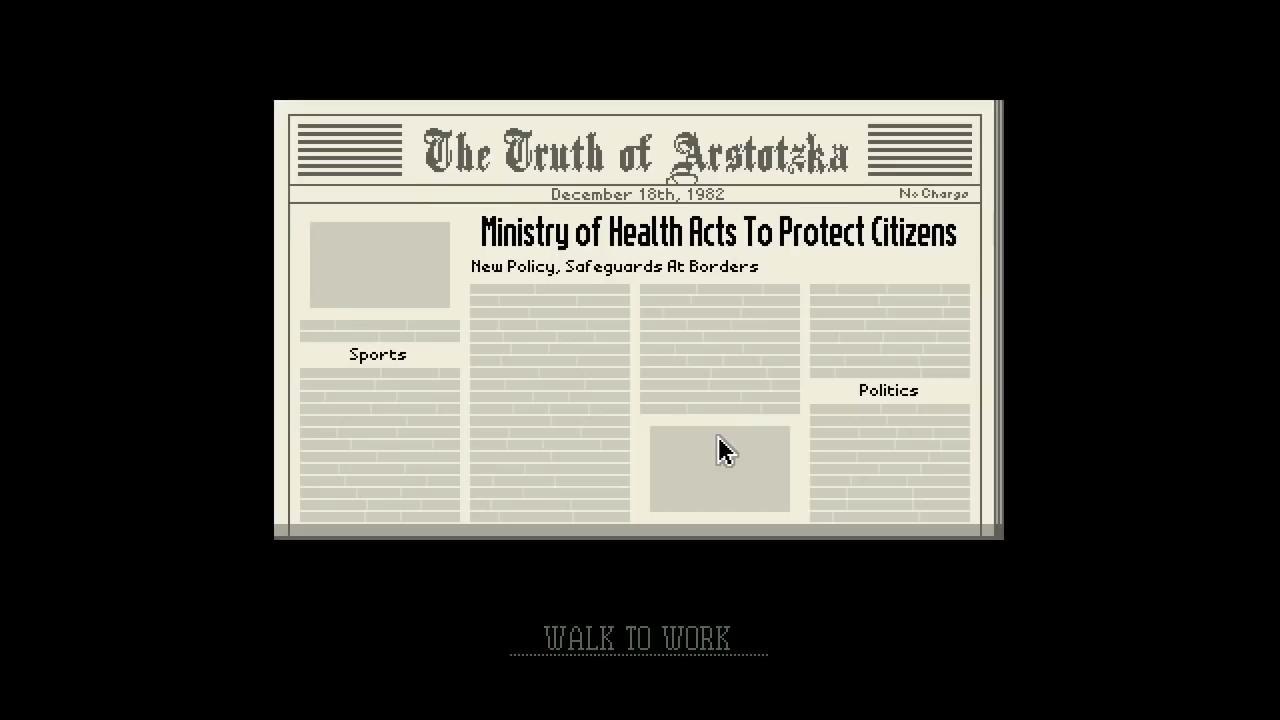 The Truth of Arstotzka
December 18th, 1982
No Charge
Ministry of Health Acts To Protect Citizens
New Policy, Safeguards At Borders
Sports
Politics
WALK TO WORK